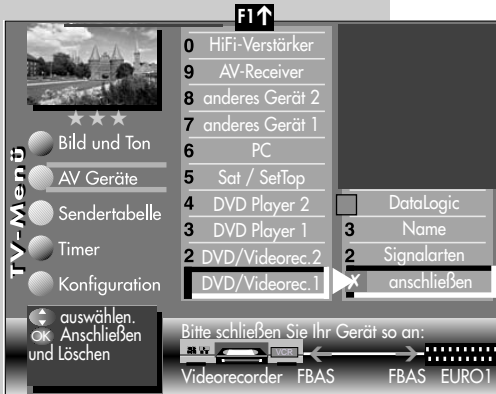 F1↑
TV-Menü
Bild und Ton
AV Geräte
Sendertabelle
Timer
Konfiguration
0 HiFi-Verstärker
9 AV-Receiver
8 anderes Gerät 2
7 anderes Gerät 1
6 PC
5 Sat / SetTop
4 DVD Player 2
3 DVD Player 1
2 DVD/Videorec.2
DVD/Videorec.1
DataLogic
3 Name
2 Signalarten
X anschließen
auswählen.
OK Anschließen
und Löschen
Bitte schließen Sie Ihr Gerät so an:
VCR
Videorecorder FBAS FBAS EURO1